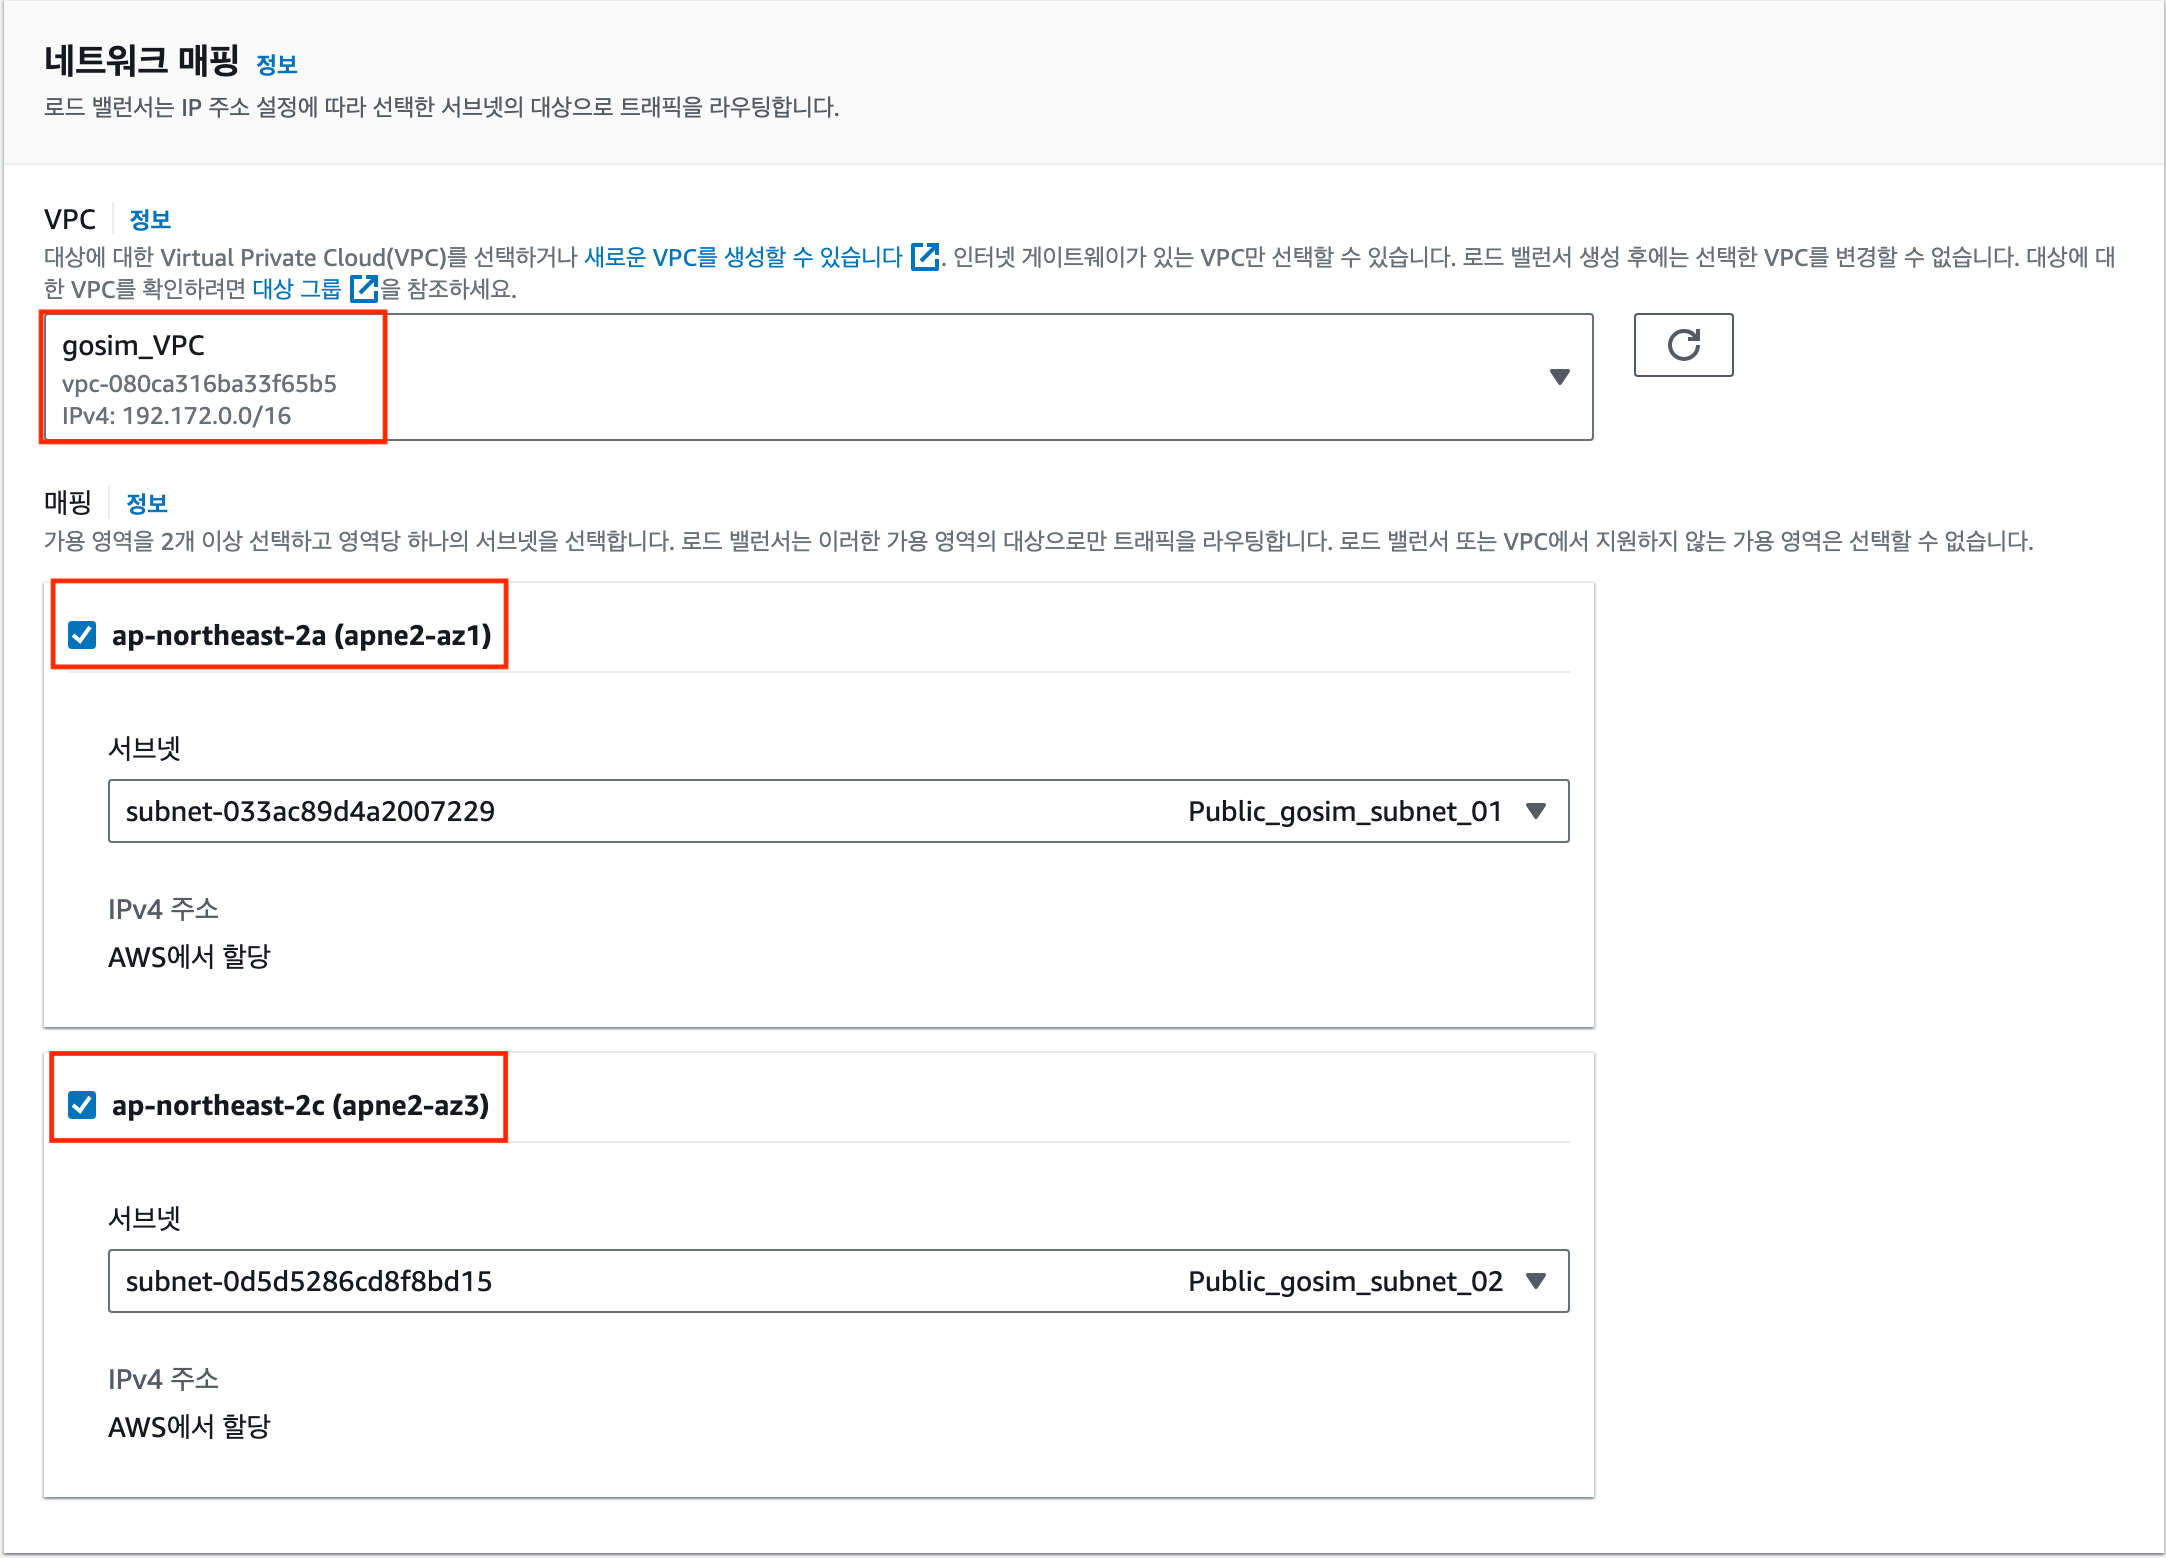 네트워크 매핑 정보
로드 밸런서는 IP 주소 설정에 따라 선택한 서브넷의 대상으로 트래픽을 라우팅합니다.
VPC 정보
대상에 대한 Virtual Private Cloud(VPC)를 선택하거나 새로운 VPC를 생성할 수 있습니다. 인터넷 게이트웨이가 있는 VPC만 선택할 수 있습니다. 로드 밸런서 생성 후에는 선택한 VPC를 변경할 수 없습니다. 대상에 대
한 VPC를 확인하려면 대상 그룹 을 참조하세요.
gosim_VPC
vpc-080ca316ba33f65b5
IPv4: 192.172.0.0/16
매핑 정보
가용 영역을 2개 이상 선택하고 영역당 하나의 서브넷을 선택합니다. 로드 밸런서는 이러한 가용 영역의 대상으로만 트래픽을 라우팅합니다. 로드 밸런서 또는 VPC에서 지원하지 않는 가용 영역은 선택할 수 없습니다.
ap-northeast-2a (apne2-az1)
서브넷
subnet-033ac89d4a2007229 Public_gosim_subnet_01
IPv4 주소
AWS에서 할당
ap-northeast-2c (apne2-az3)
서브넷
subnet-0d5d5286cd8f8bd15 Public_gosim_subnet_02
IPv4 주소
AWS에서 할당